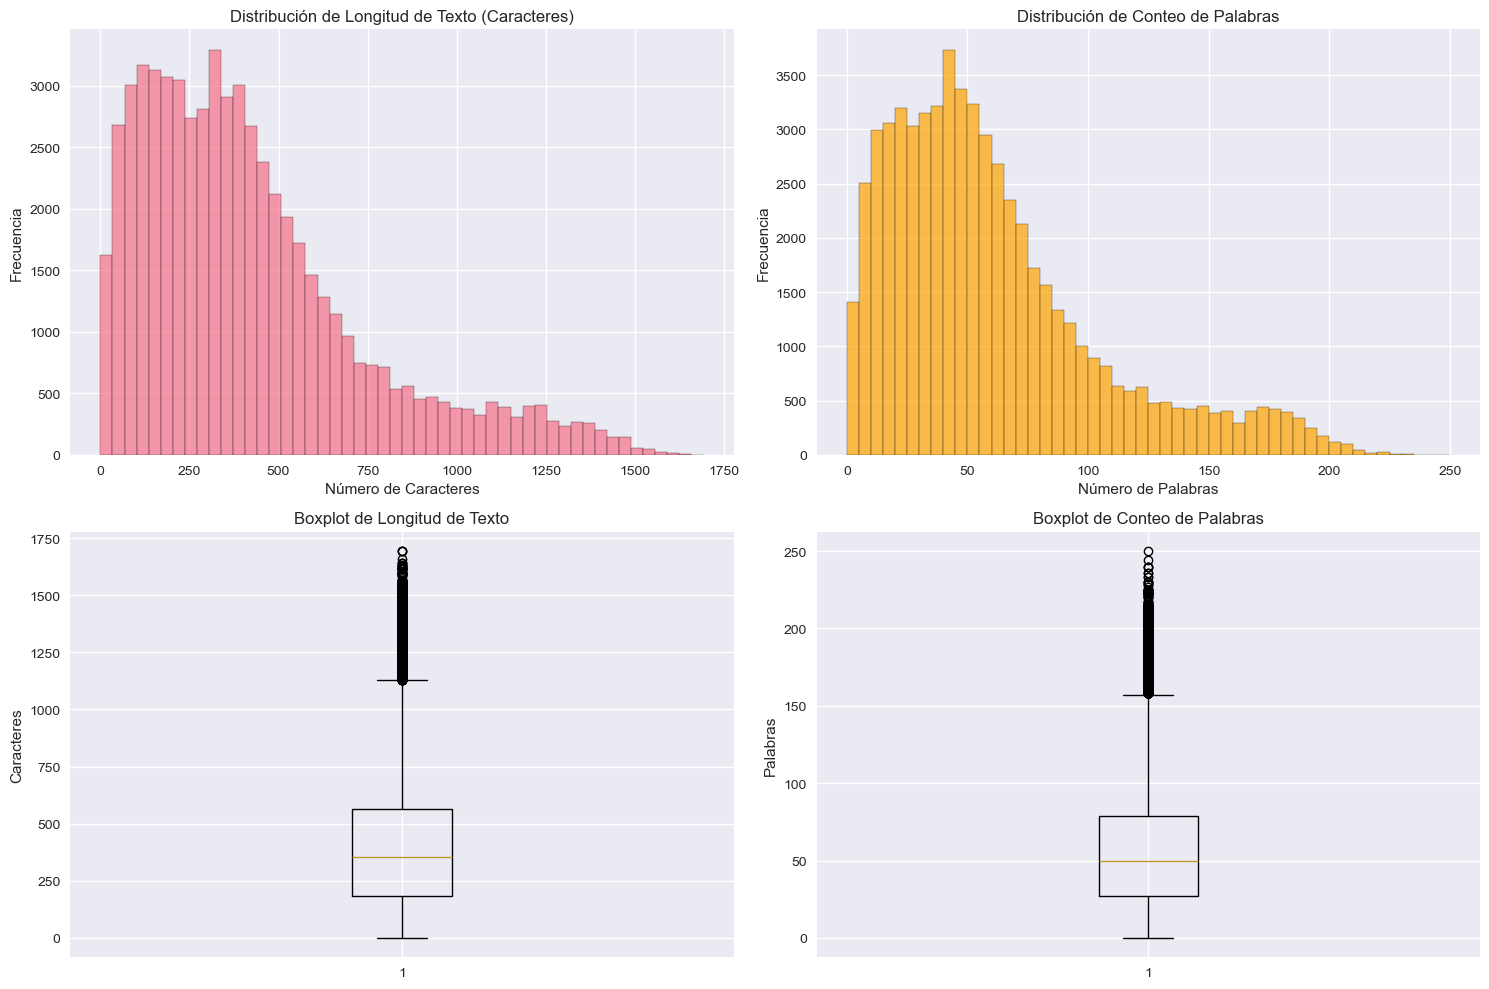 Distribución de Longitud de Texto (Caracteres)
Frecuencia
3000
2500
2000
1500
1000
500
0
0 250 500 750 1000 1250 1500 1750
Número de Caracteres
Distribución de Conteo de Palabras
Frecuencia
3500
3000
2500
2000
1500
1000
500
0
0 50 100 150 200 250
Número de Palabras
Boxplot de Longitud de Texto
Caracteres
1750
1500
1250
1000
750
500
250
0
1
Boxplot de Conteo de Palabras
Palabras
250
200
150
100
50
0
1